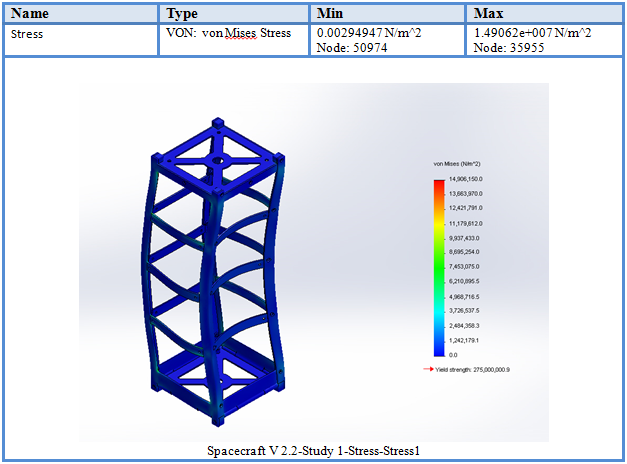 Name Type Min Max
Stress VON: von Mises Stress 0.00294947 N/m^2 1.49062e+007 N/m^2
Node: 50974 Node: 35955
von Mises (N/m^2)
14,906,150.0
13,663,970.0
12,421,791.0
11,179,612.0
9,937,433.0
8,695,254.0
7,453,075.0
6,210,895.5
4,968,716.5
3,726,537.5
2,484,358.3
1,242,179.1
0.0
Yield strength: 275,000,000.9
Spacecraft V 2.2-Study 1-Stress-Stress1